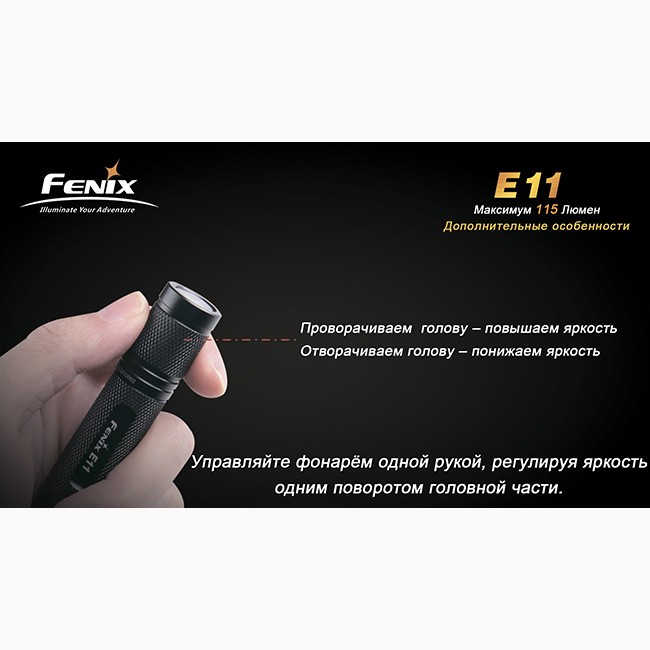 FENIX
Illuminate Your Adventure
E11
Максимум 115 Люмен
Дополнительные особенности
Проворачиваем голову – повышаем яркость
Отворачиваем голову – понижаем яркость
FENIX E11
Управляйте фонарём одной рукой, регулируя яркость
одним поворотом головной части.